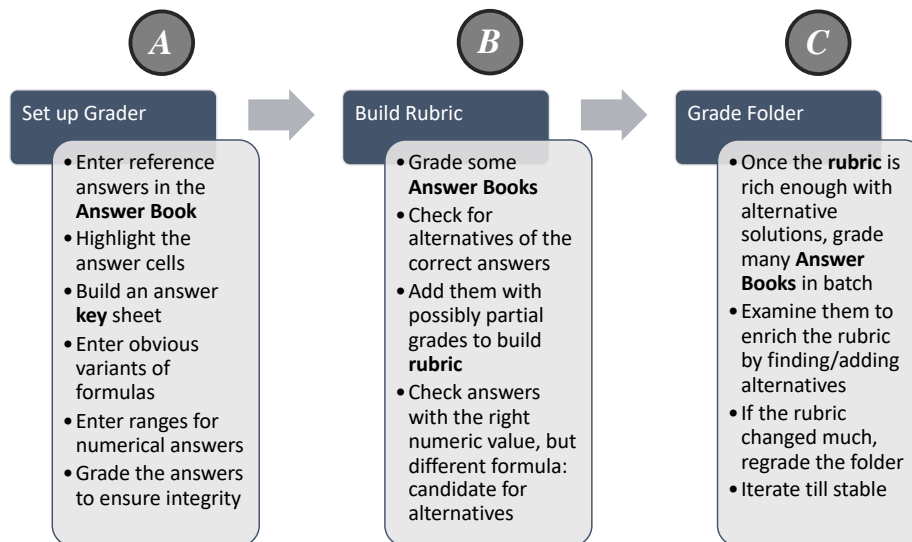 A
B
C
Set up Grader
• Enter reference
answers in the
Answer Book
• Highlight the
answer cells
• Build an answer
key sheet
• Enter obvious
variants of
formulas
• Enter ranges for
numerical answers
• Grade the answers
to ensure integrity
Build Rubric
• Grade some
Answer Books
• Check for
alternatives of the
correct answers
• Add them with
possibly partial
grades to build
rubric
• Check answers
with the right
numeric value, but
different formula:
candidate for
alternatives
Grade Folder
• Once the rubric is
rich enough with
alternative
solutions, grade
many Answer
Books in batch
• Examine them to
enrich the rubric
by finding/adding
alternatives
• If the rubric
changed much,
regrade the folder
• Iterate till stable